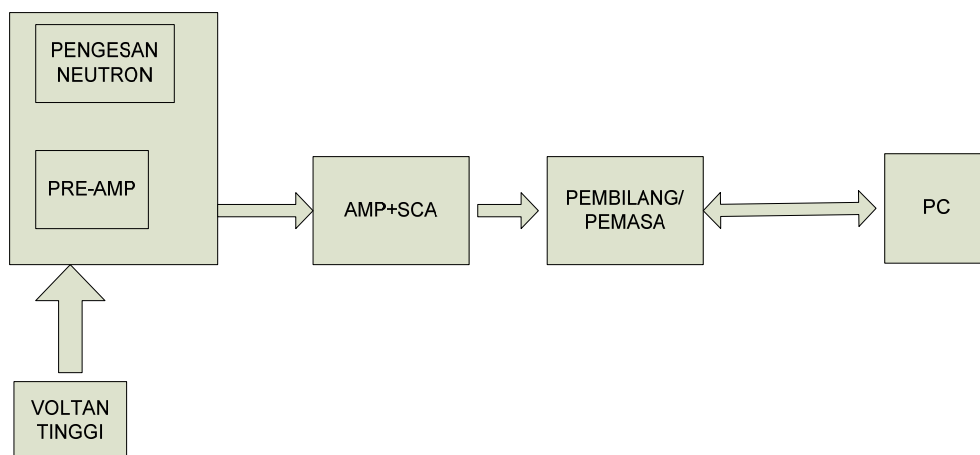 PENGESAN
NEUTRON
PRE-AMP
AMP+SCA
PEMBILANG/
PEMASA
PC
VOLTAN
TINGGI